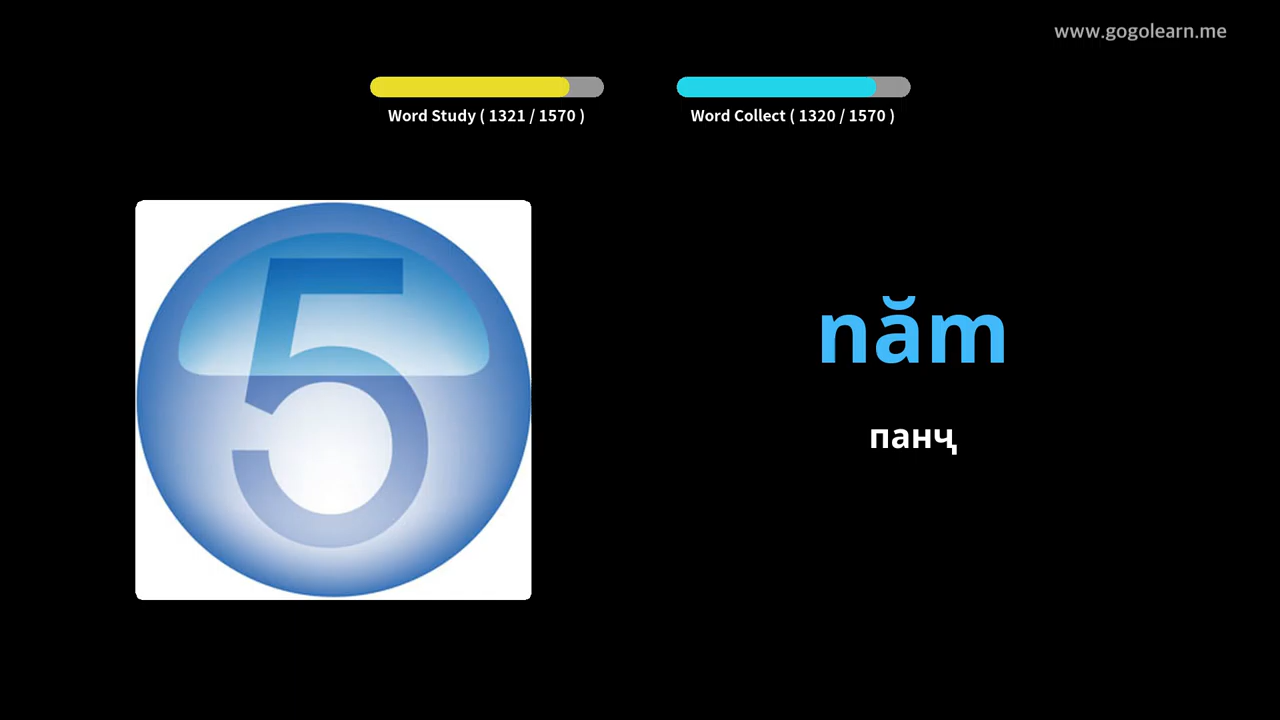 www.gogolearn.me
Word Study ( 1321 / 1570 )
Word Collect ( 1320 / 1570 )
5
năm
панҷ